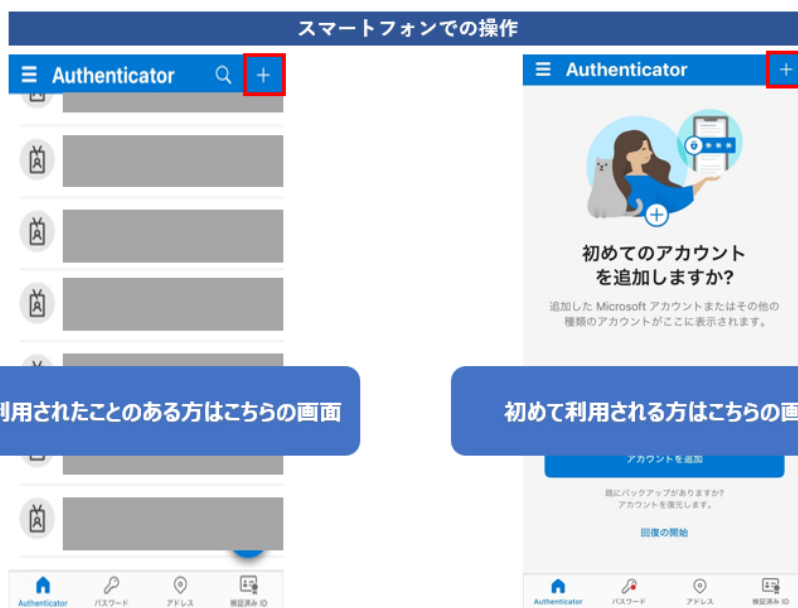 スマートフォンでの操作
Authenticator
利用されたことのある方はこちらの画面
Authenticator
パスワード
アドレス
検証済み ID
Authenticator
初めてのアカウント
を追加しますか?
追加した Microsoft アカウントまたはその他の
種類のアカウントがここに表示されます。
初めて利用される方はこちらの画
アカウントを追加
既にバックアップがありますか?
アカウントを復元します。
回復の開始
Authenticator
パスワード
アドレス
検証済み ID